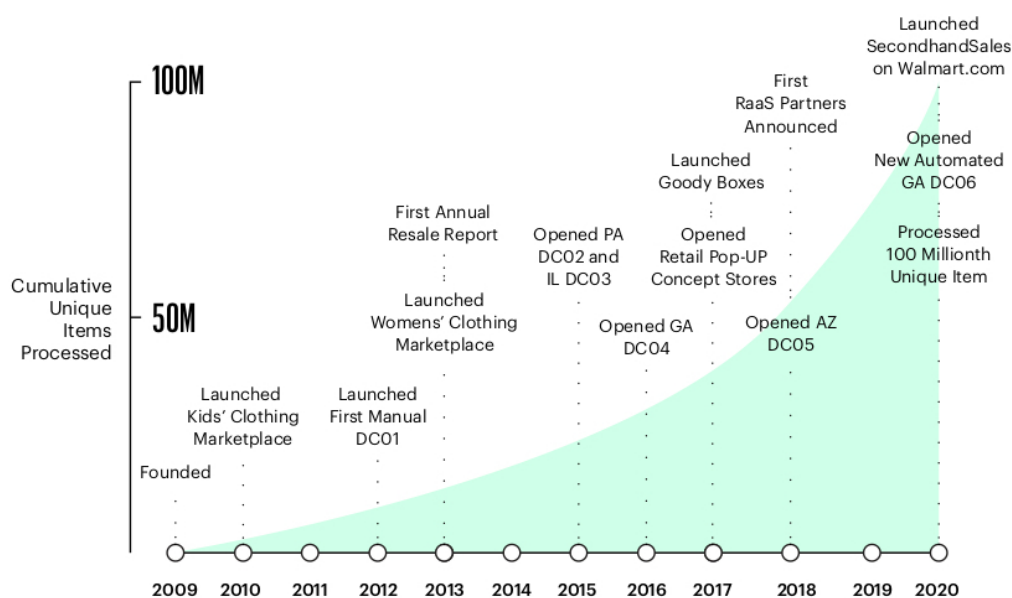 Launched
SecondhandSales
on Walmart.com
100M
First
RaaS Partners
Announced
Opened
New Automated
GA DC06
Launched
Goody Boxes
First Annual
Resale Report
Opened PA
DC02 and
IL DC03
Opened
Retail Pop-UP
Concept Stores
Processed
100 Millionth
Unique Item
Cumulative
Unique
Items
Processed
50M
Launched
Womens’ Clothing
Marketplace
Opened GA
DC04
Opened AZ
DC05
Launched
Kids’ Clothing
Marketplace
Launched
First Manual
DC01
Founded
2009 2010 2011 2012 2013 2014 2015 2016 2017 2018 2019 2020